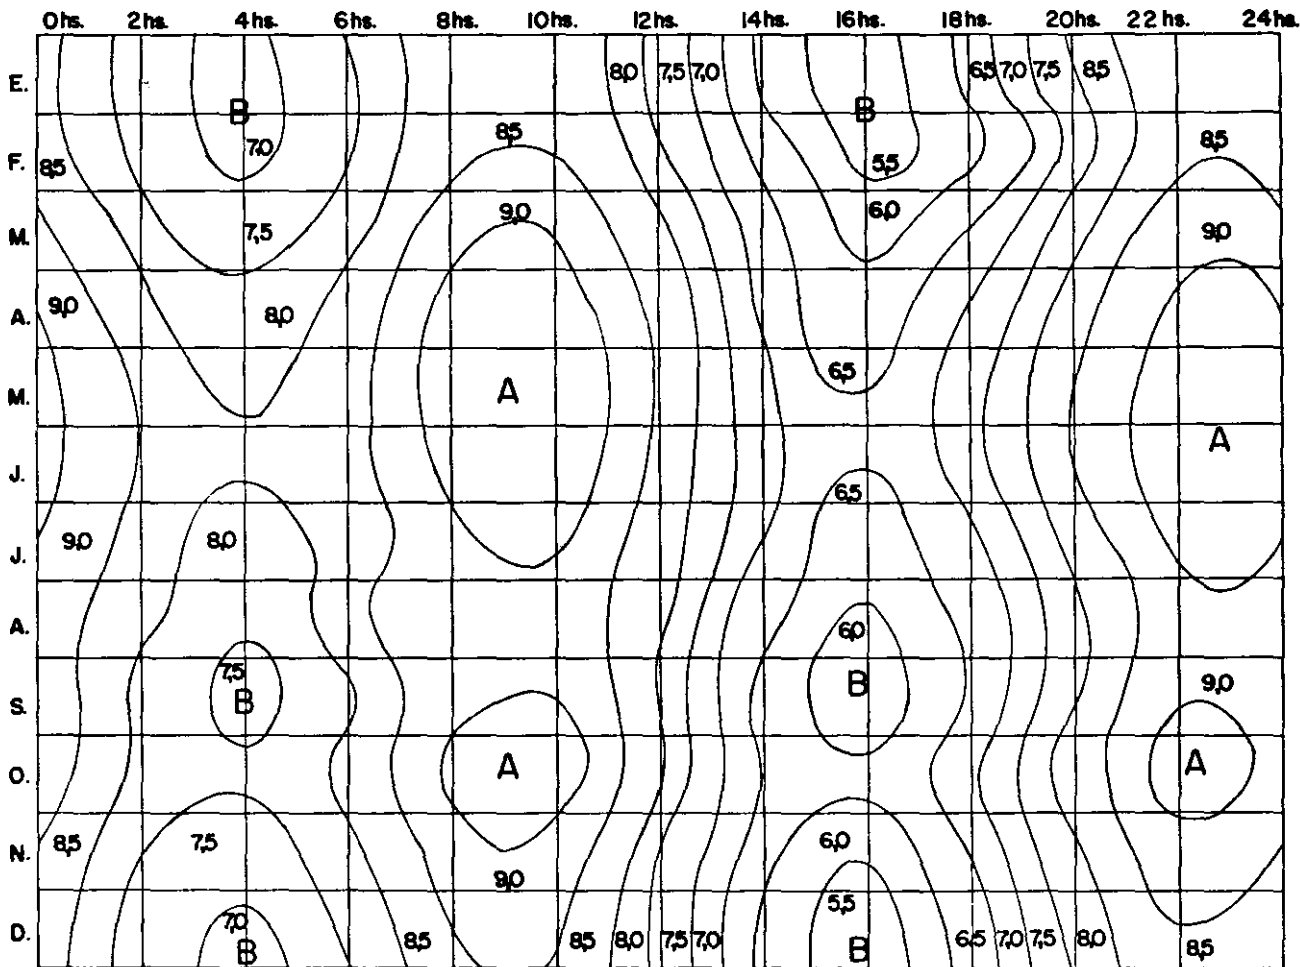 0hs. 2hs. 4hs. 6hs. 8hs. 10hs. 12hs. 14hs. 16hs. 18hs. 20hs. 22 hs. 24hs.
E. 8,0 7,5 7,0 6,5 7,0 7,5 8,5
B B
F. 8,5 7,0 8,5 5,5 8,5
M. 7,5 9,0 6,0 9,0
A. 9,0 8,0
M. A 6,5
A
J. 6,5
J. 9,0 8,0
A. 6,0
7,5 9,0
S. B B
O. A A
N. 8,5 7,5 6,0
9,0
7,0 5,5
D. 8,5 8,5 8,0 7,5 7,0 6,5 7,0 7,5 8,0 8,5
B B